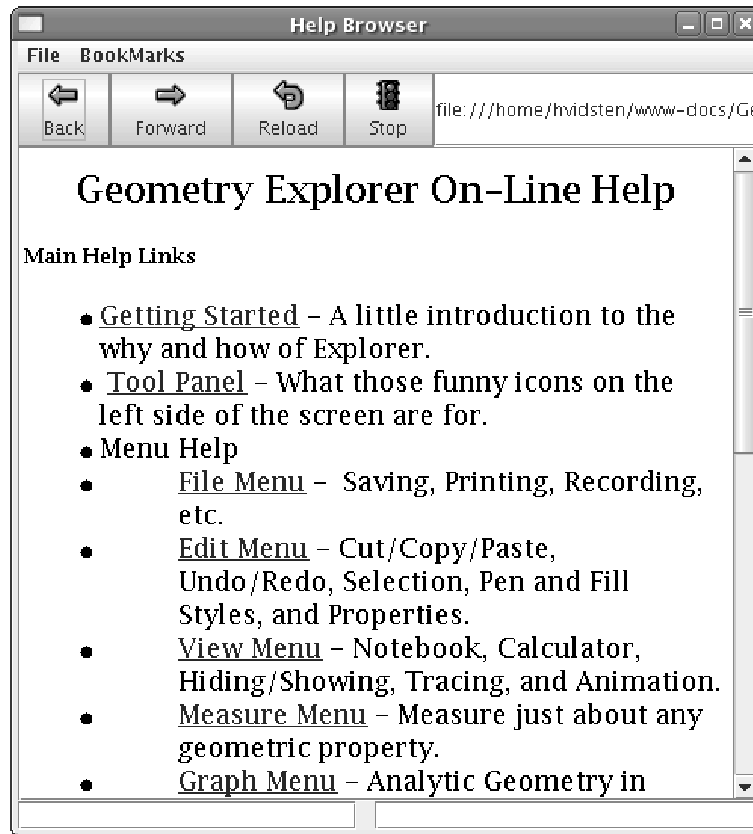 Help Browser
File BookMarks
Back Forward Reload Stop file:///home/hvidsten/www-docs/Ge
Geometry Explorer On-Line Help
Main Help Links
Getting Started – A little introduction to the
why and how of Explorer.
Tool Panel – What those funny icons on the
left side of the screen are for.
Menu Help
File Menu – Saving, Printing, Recording,
etc.
Edit Menu – Cut/Copy/Paste,
Undo/Redo, Selection, Pen and Fill
Styles, and Properties.
View Menu – Notebook, Calculator,
Hiding/Showing, Tracing, and Animation.
Measure Menu – Measure just about any
geometric property.
Graph Menu – Analytic Geometry in